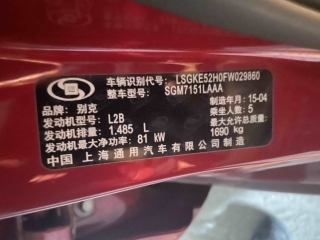 车辆识别代号: LSGKE52H0FW029860
整车型号: SGM7151LAAA
品牌: 别克 制造年月: 15-04
发动机型号: L2B 乘坐人数: 5
发动机排量: 1.485 L 最大允许总质量:
发动机最大净功率: 81 kW 1690 kg
中国 上海通用汽车有限公司制造